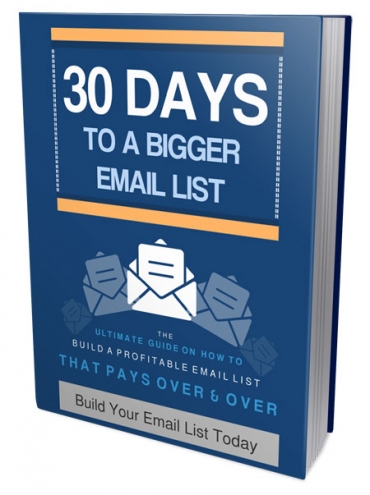 30 DAYS
TO A BIGGER
EMAIL LIST
THE
ULTIMATE GUIDE ON HOW TO
BUILD A PROFITABLE EMAIL LIST
THAT PAYS OVER & OVER
Build Your Email List Today